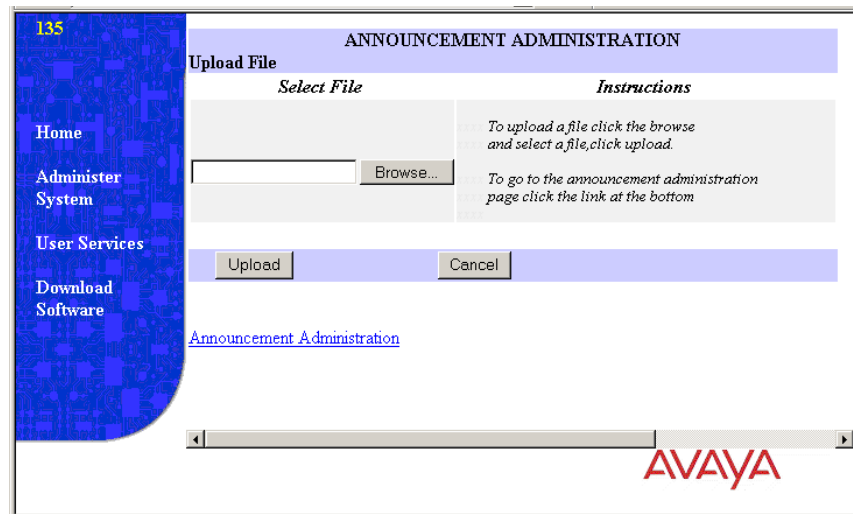 135
Home
Administer
System
User Services
Download
Software
ANNOUNCEMENT ADMINISTRATION
Upload File
Select File
Instructions
Browse...
To upload a file click the browse
and select a file,click upload.
To go to the announcement administration
page click the link at the bottom
Upload
Cancel
Announcement Administration
AVAYA